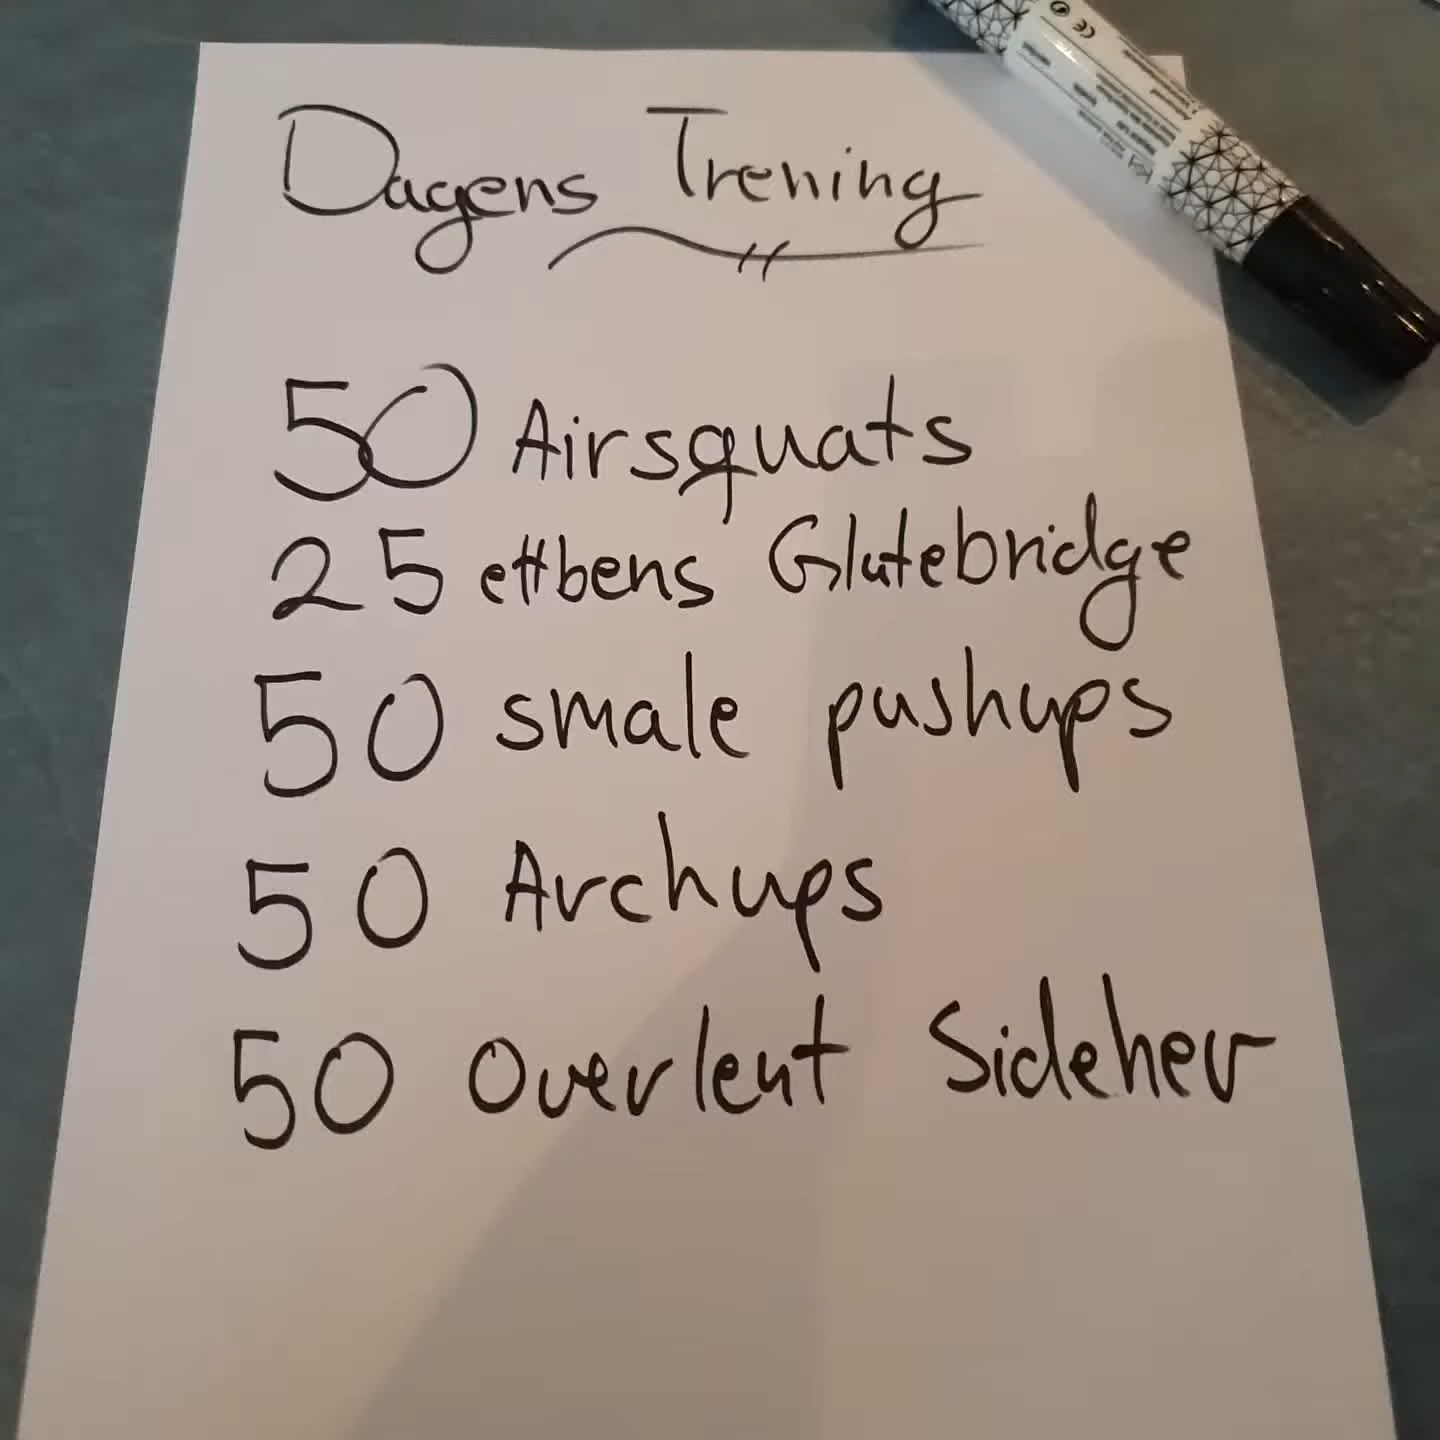 Dagens Trening
50 Airsquats
25 ettbens Glutebridge
50 smale pushups
50 Archups
50 Overlent Sidehev